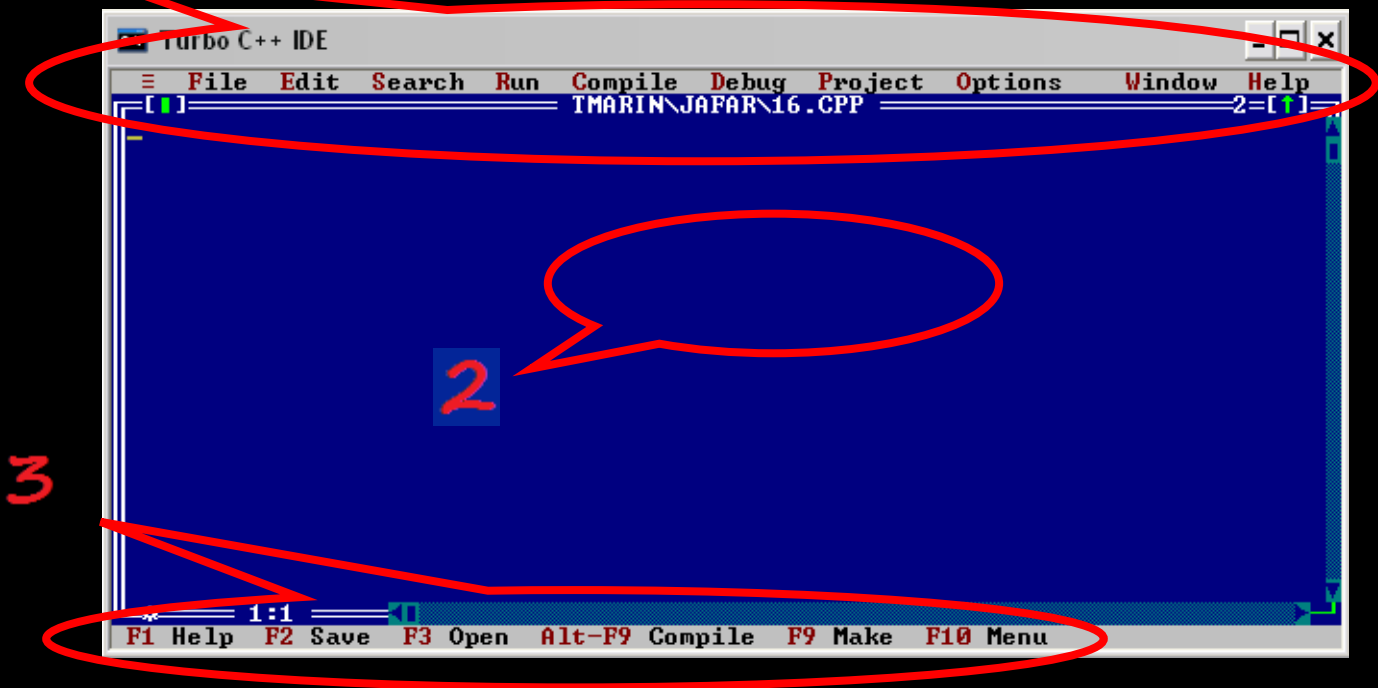 Turbo C++ IDE
≡ File Edit Search Run Compile Debug Project Options Window Help
[▮] TMARIN\JAFAR\16.CPP 2=[↑]
2
3
* 1:1
F1 Help F2 Save F3 Open Alt-F9 Compile F9 Make F10 Menu